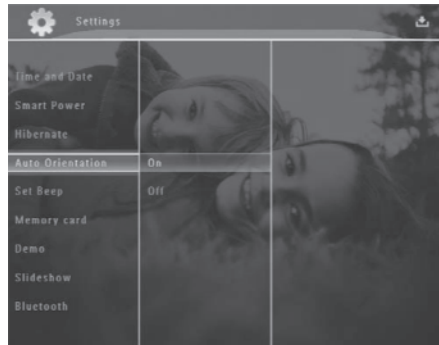 Settings
Time and Date
Smart Power
Hibernate
Auto Orientation
On
Set Beep
Off
Memory card
Demo
Slideshow
Bluetooth